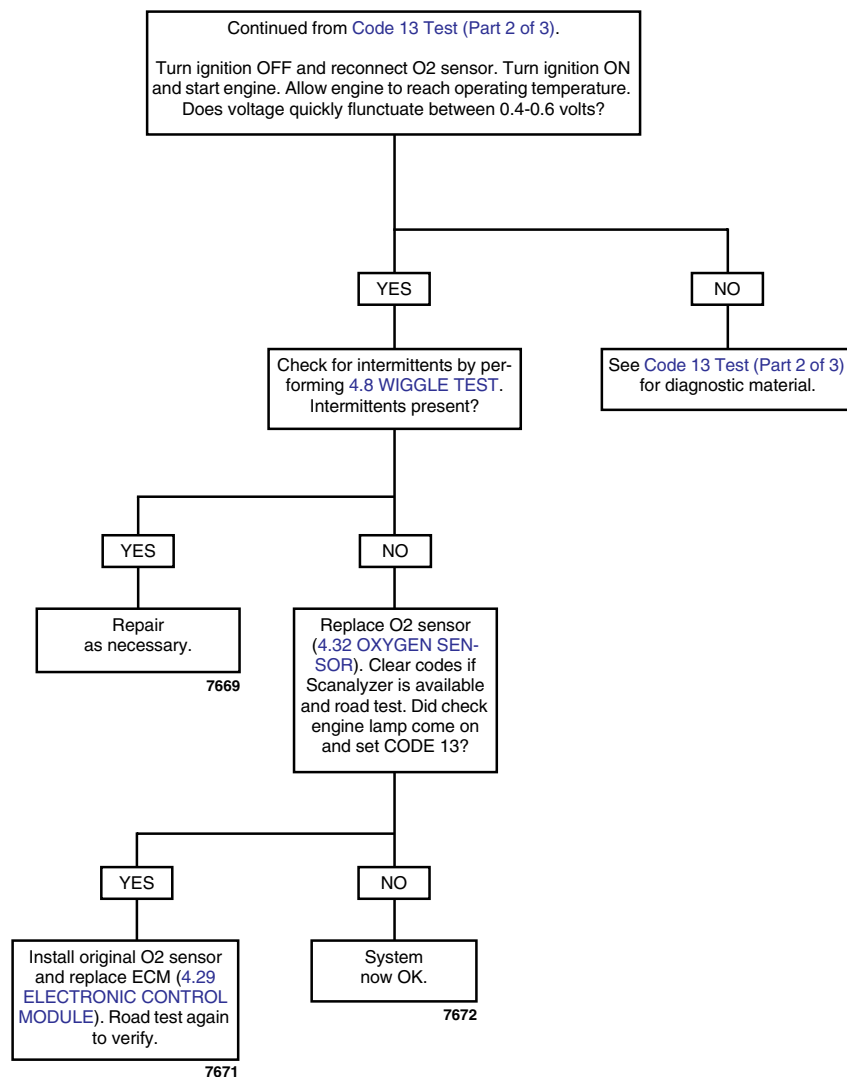 Continued from Code 13 Test (Part 2 of 3).
Turn ignition OFF and reconnect O2 sensor. Turn ignition ON
and start engine. Allow engine to reach operating temperature.
Does voltage quickly flunctuate between 0.4-0.6 volts?
YES
NO
Check for intermittents by per-
forming 4.8 WIGGLE TEST.
Intermittents present?
See Code 13 Test (Part 2 of 3)
for diagnostic material.
YES
NO
Repair
as necessary.
7669
Replace O2 sensor
(4.32 OXYGEN SEN-
SOR). Clear codes if
Scanalyzer is available
and road test. Did check
engine lamp come on
and set CODE 13?
YES
NO
Install original O2 sensor
and replace ECM (4.29
ELECTRONIC CONTROL
MODULE). Road test again
to verify.
7671
System
now OK.
7672